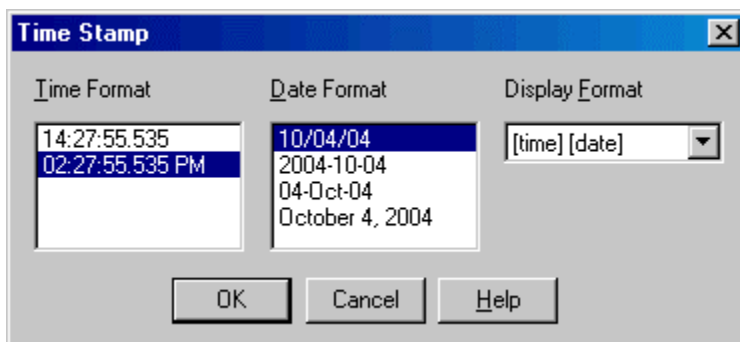 Time Stamp
Time Format
Date Format
Display Format
14:27:55.535
02:27:55.535 PM
10/04/04
2004-10-04
04-Oct-04
October 4, 2004
[time] [date]
OK
Cancel
Help